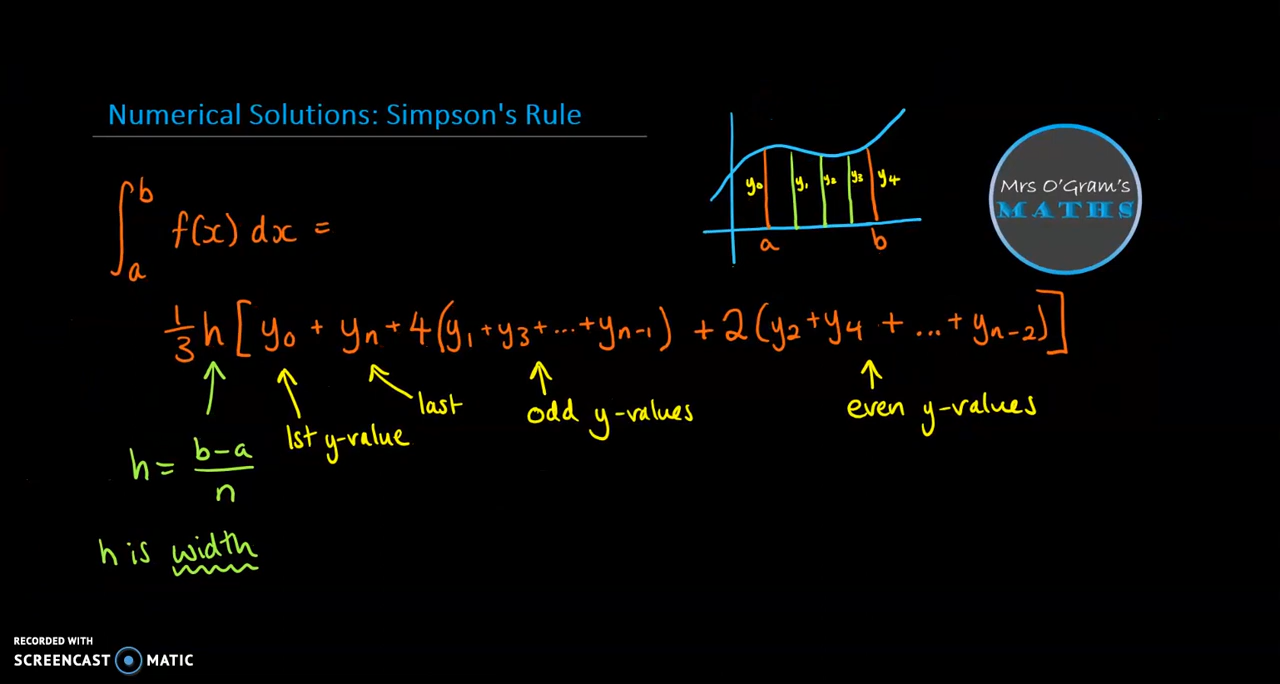 Numerical Solutions: Simpson's Rule
y0 y1 y2 y3 y4
a b
Mrs O'Gram's
MATHS
∫_a^b f(x) dx =
1/3 h [y0 + yn + 4(y1 + y3 + ... + yn-1) + 2(y2 + y4 + ... + yn-2)]
1st y-value
last
odd y-values
even y-values
h = b-a/n
h is width
RECORDED WITH
SCREENCAST MATIC